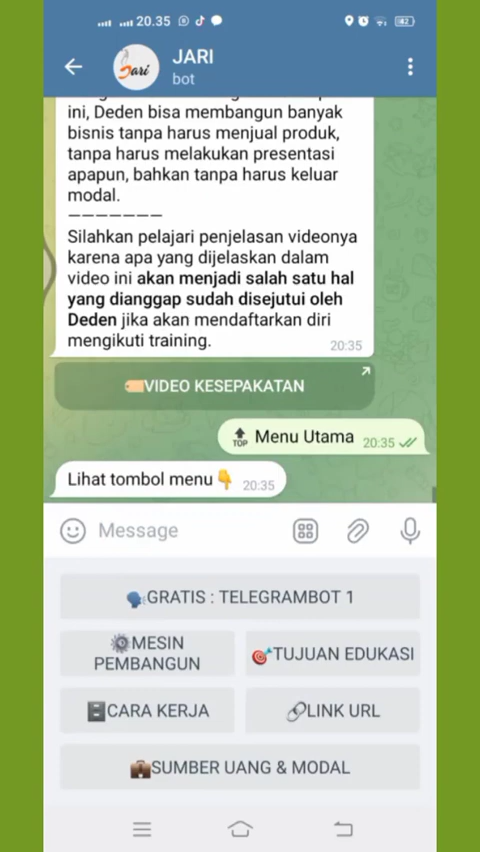 20.35
82
JARI
Jari
bot
ini, Deden bisa membangun banyak
bisnis tanpa harus menjual produk,
tanpa harus melakukan presentasi
apapun, bahkan tanpa harus keluar
modal.
———————
Silahkan pelajari penjelasan videonya
karena apa yang dijelaskan dalam
video ini akan menjadi salah satu hal
yang dianggap sudah disejutui oleh
Deden jika akan mendaftarkan diri
mengikuti training.
20:35
VIDEO KESEPAKATAN
TOP Menu Utama 20:35
Lihat tombol menu👇 20:35
Message
🗣GRATIS : TELEGRAMBOT 1
⚙MESIN
PEMBANGUN
🎯TUJUAN EDUKASI
🗄CARA KERJA
🔗LINK URL
💼SUMBER UANG & MODAL